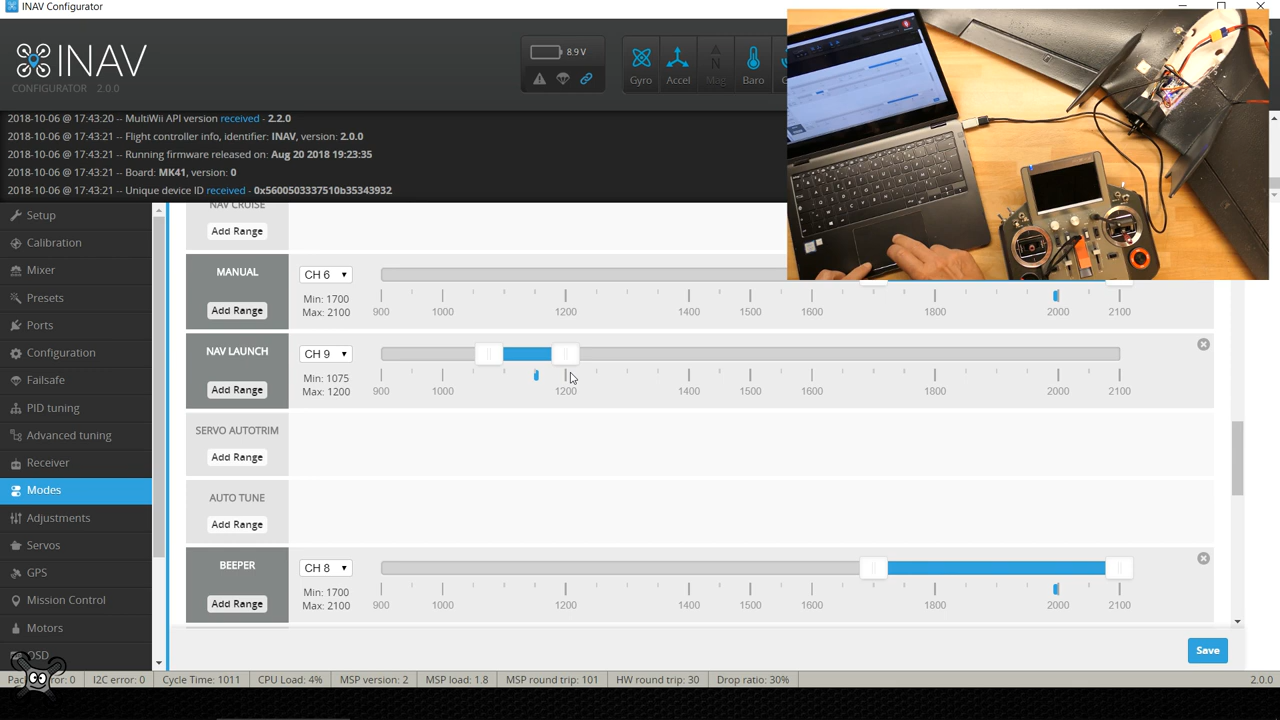 INAV Configurator
INAV
CONFIGURATOR 2.0.0
8.9 V
Gyro
Accel
Mag
Baro
2018-10-06 @ 17:43:20 -- MultiWii API version received - 2.2.0
2018-10-06 @ 17:43:21 -- Flight controller info, identifier: INAV, version: 2.0.0
2018-10-06 @ 17:43:21 -- Running firmware released on: Aug 20 2018 19:23:35
2018-10-06 @ 17:43:21 -- Board: MK41, version: 0
2018-10-06 @ 17:43:21 -- Unique device ID received - 0x5600503337510b35343932
Setup
Calibration
Mixer
Presets
Ports
Configuration
Failsafe
PID tuning
Advanced tuning
Receiver
Modes
Adjustments
Servos
GPS
Mission Control
Motors
OSD
NAV CRUISE
Add Range
MANUAL
Add Range
CH 6
Min: 1700
Max: 2100
900 1000 1200 1400 1500 1600 1800 2000 2100
NAV LAUNCH
Add Range
CH 9
Min: 1075
Max: 1200
900 1000 1200 1400 1500 1600 1800 2000 2100
SERVO AUTOTRIM
Add Range
AUTO TUNE
Add Range
BEEPER
Add Range
CH 8
Min: 1700
Max: 2100
900 1000 1200 1400 1500 1600 1800 2000 2100
Save
error: 0 I2C error: 0 Cycle Time: 1011 CPU Load: 4% MSP version: 2 MSP load: 1.8 MSP round trip: 101 HW round trip: 30 Drop ratio: 30% 2.0.0